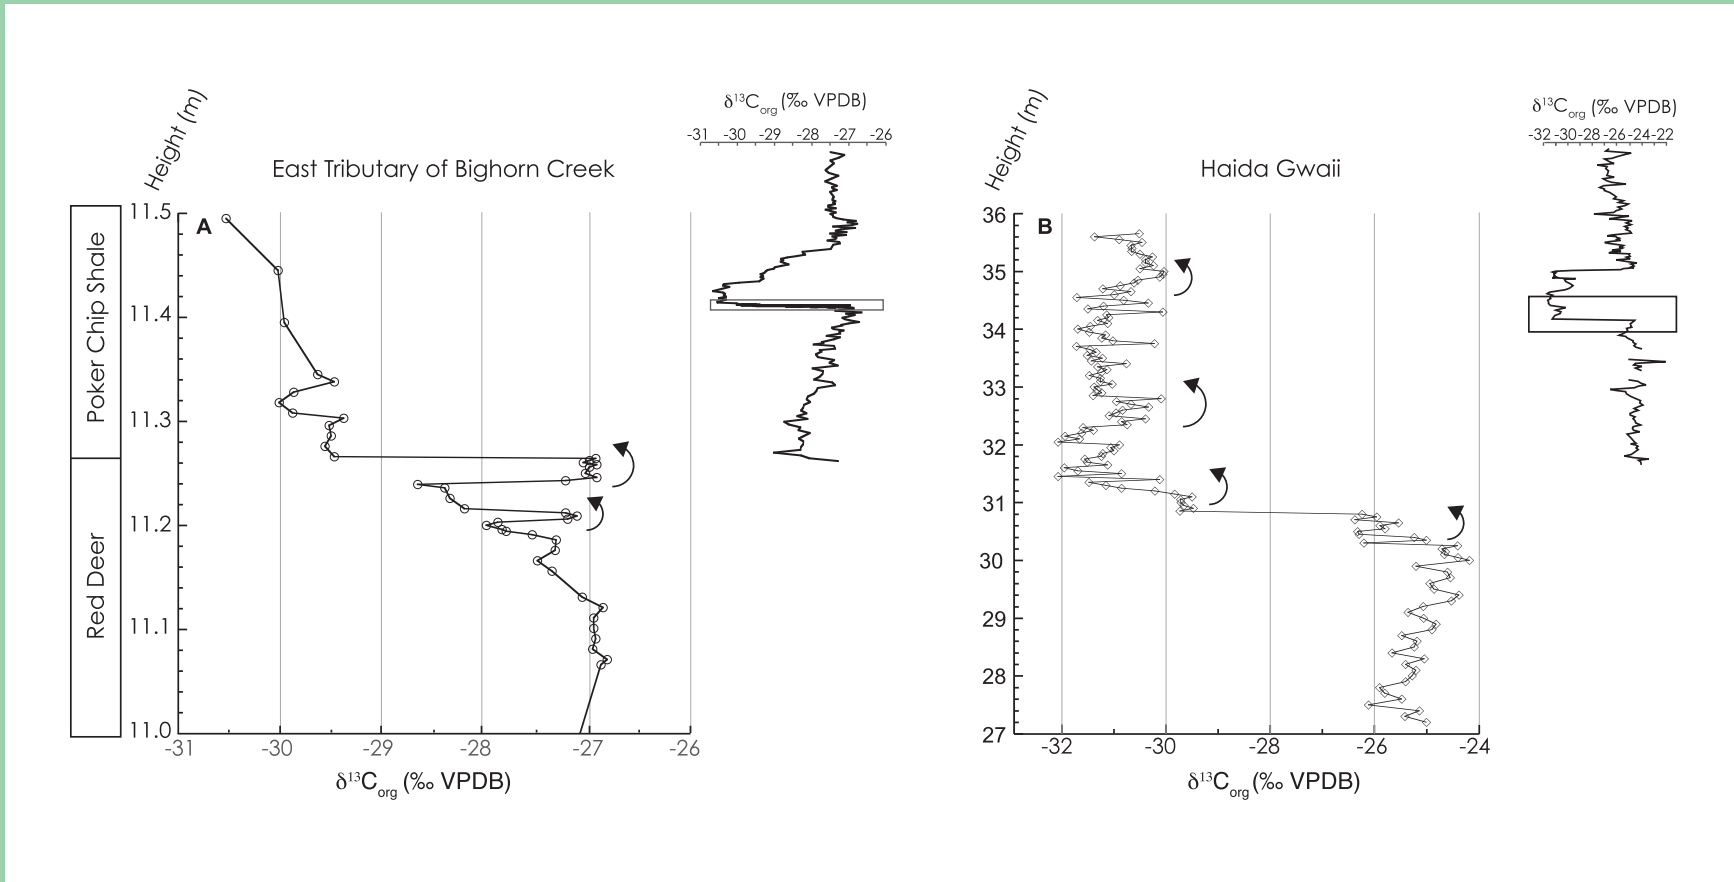 Height (m)
East Tributary of Bighorn Creek
δ¹³Corg (‰ VPDB)
-31 -30 -29 -28 -27 -26
Poker Chip Shale
Red Deer
A
11.5
11.4
11.3
11.2
11.1
11.0
-31 -30 -29 -28 -27 -26
δ¹³Corg (‰ VPDB)
Height (m)
Haida Gwaii
δ¹³Corg (‰ VPDB)
-32 -30 -28 -26 -24 -22
B
36
35
34
33
32
31
30
29
28
27
-32 -30 -28 -26 -24
δ¹³Corg (‰ VPDB)